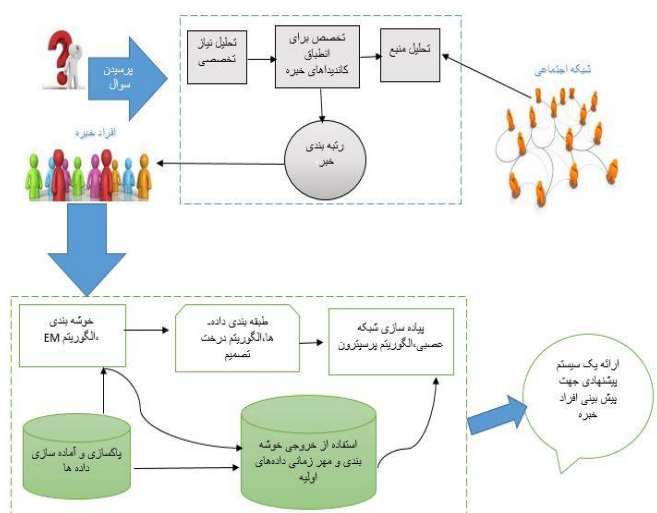 پرسیدن
سوال
تحلیل نیاز
تخصصی
تخصص برای
انطباق
کاندیداهای خبره
تحلیل منبع
شبکه اجتماعی
رتبه بندی
خبر
افراد خبره
خوشه بندی
،الگوریتم EM
طبقه بندی داده-
ها،الگوریتم درخت
تصمیم
پیاده سازی شبکه
عصبی،الگوریتم پرسپترون
پاکسازی و آماده سازی
داده ها
استفاده از خروجی خوشه
بندی و مهر زمانی داده‌های
اولیه
ارائه یک سیستم
پیشنهادی جهت
پیش بینی افراد
خبره